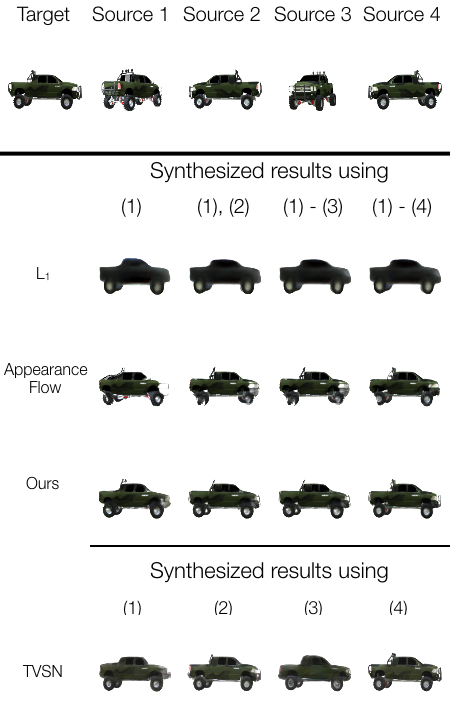 Target Source 1 Source 2 Source 3 Source 4
Synthesized results using
(1) (1), (2) (1) - (3) (1) - (4)
L₁
Appearance
Flow
Ours
Synthesized results using
(1) (2) (3) (4)
TVSN